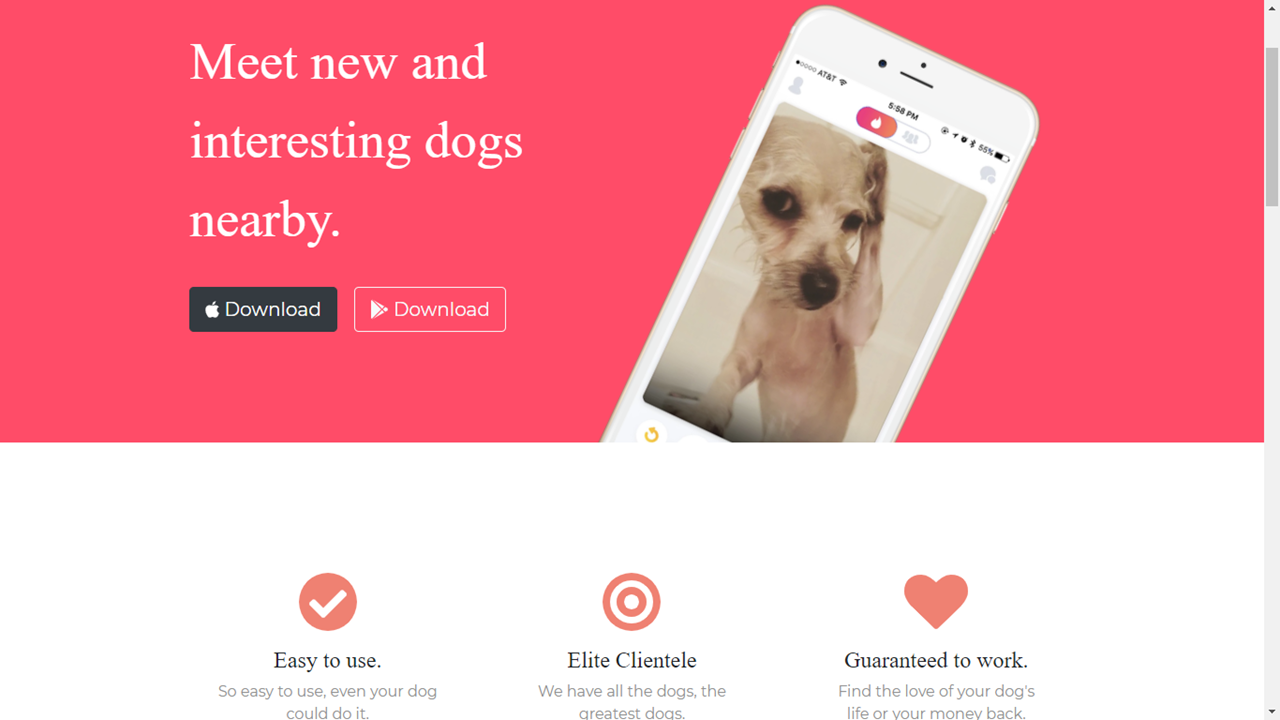 Meet new and
interesting dogs
nearby.
Download
Download
AT&T
5:58 PM
55%
Easy to use.
So easy to use, even your dog
could do it.
Elite Clientele
We have all the dogs, the
greatest dogs.
Guaranteed to work.
Find the love of your dog's
life or your money back.